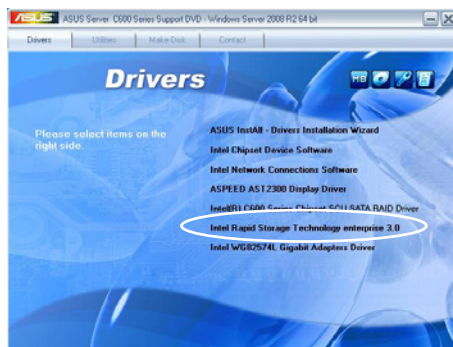 ASUS ASUS Server C600 Series Support DVD - Windows Server 2008 R2 64 bit
Drivers Utilities Make Disk Contact
Drivers
Please select items on the
right side.
ASUS InstAll - Drivers Installation Wizard
Intel Chipset Device Software
Intel Network Connections Software
ASPEED AST2300 Display Driver
Intel(R) C600 Series Chipset SCU SATA RAID Driver
Intel Rapid Storage Technology enterprise 3.0
Intel WG82574L Gigabit Adapters Driver